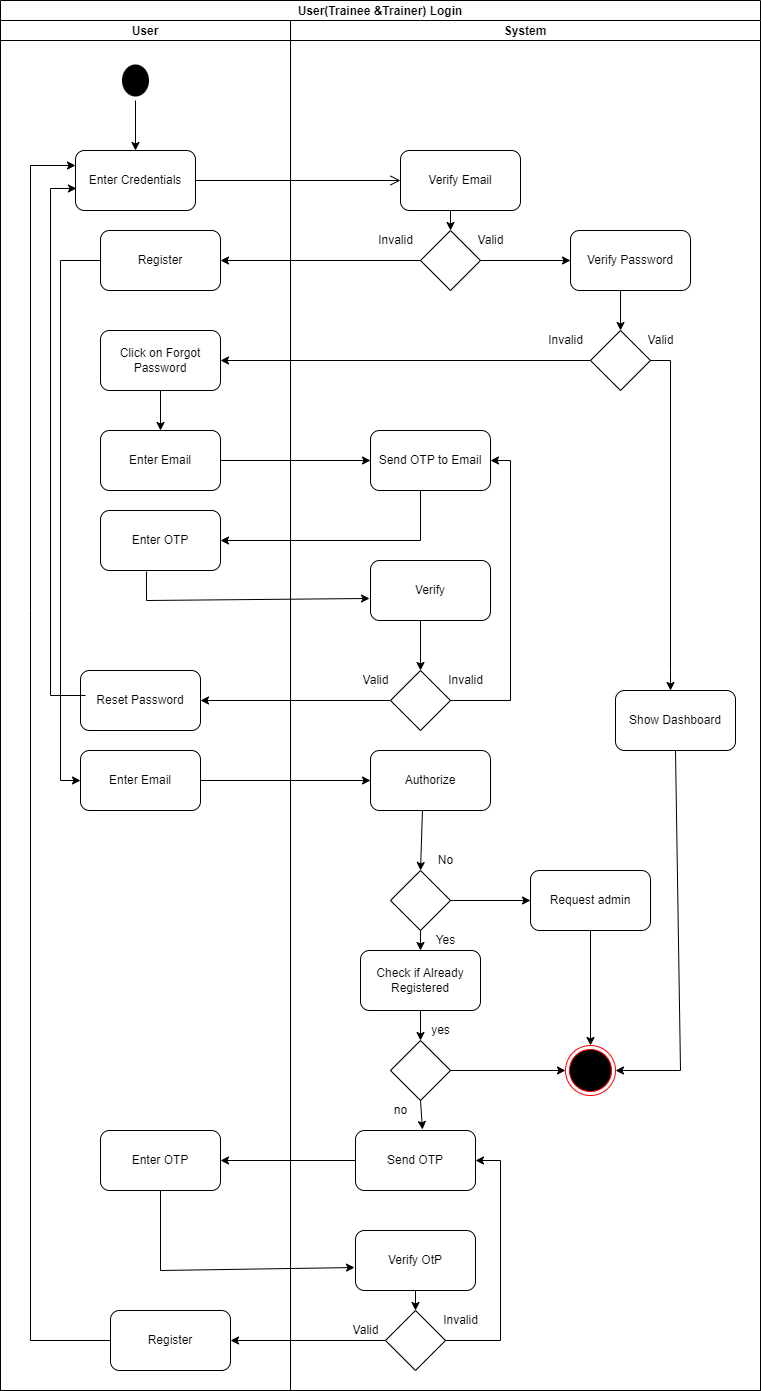 User(Trainee &Trainer) Login
User
System
Enter Credentials
Verify Email
Invalid
Valid
Register
Verify Password
Invalid
Valid
Click on Forgot
Password
Enter Email
Send OTP to Email
Enter OTP
Verify
Valid
Invalid
Reset Password
Show Dashboard
Enter Email
Authorize
No
Request admin
Yes
Check if Already
Registered
yes
no
Enter OTP
Send OTP
Verify OtP
Invalid
Valid
Register